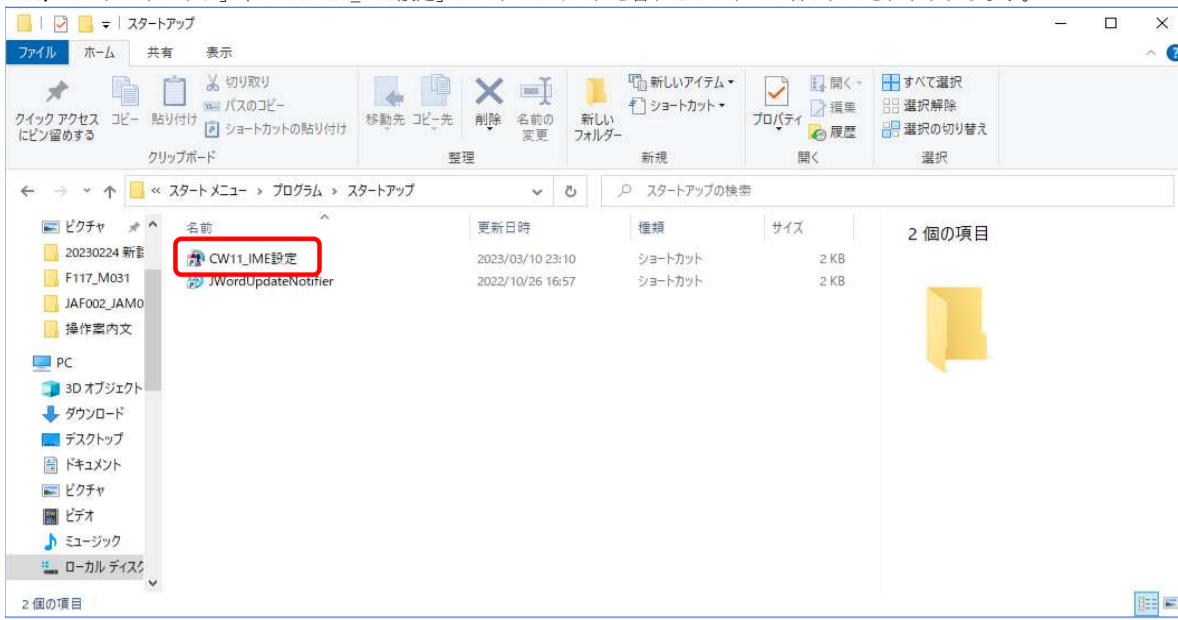 スタートアップ
ファイル ホーム 共有 表示
クイック アクセス
にピン留めする
コピー
貼り付け
切り取り
パスのコピー
ショートカットの貼り付け
クリップボード
移動先
コピー先
削除
名前の
変更
整理
新しい
フォルダー
新しいアイテム
ショートカット
新規
プロパティ
開く
編集
履歴
開く
すべて選択
選択解除
選択の切り替え
選択
« スタート メニュー › プログラム › スタートアップ
スタートアップの検索
ピクチャ
20230224
F117_M031
JAF002_JAM0
操作案内文
PC
3D オブジェクト
ダウンロード
デスクトップ
ドキュメント
ピクチャ
ビデオ
ミュージック
ローカル ディスク
名前 更新日時 種類 サイズ
CW11_IME設定 2023/03/10 23:10 ショートカット 2 KB
JWordUpdateNotifier 2022/10/26 16:57 ショートカット 2 KB
2 個の項目
2 個の項目